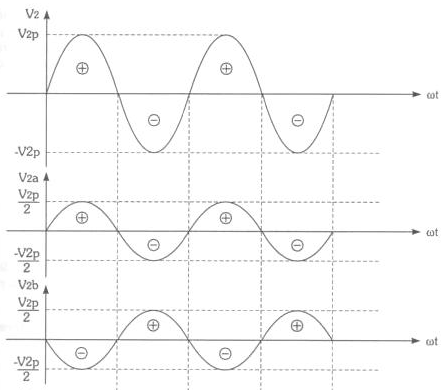 V2
V2p
⊕ ⊕
ωt
⊖ ⊖
-V2p
V2a
V2p
2
⊕ ⊕
ωt
⊖ ⊖
-V2p
2
V2b
V2p
2
⊕ ⊕
ωt
⊖ ⊖
-V2p
2